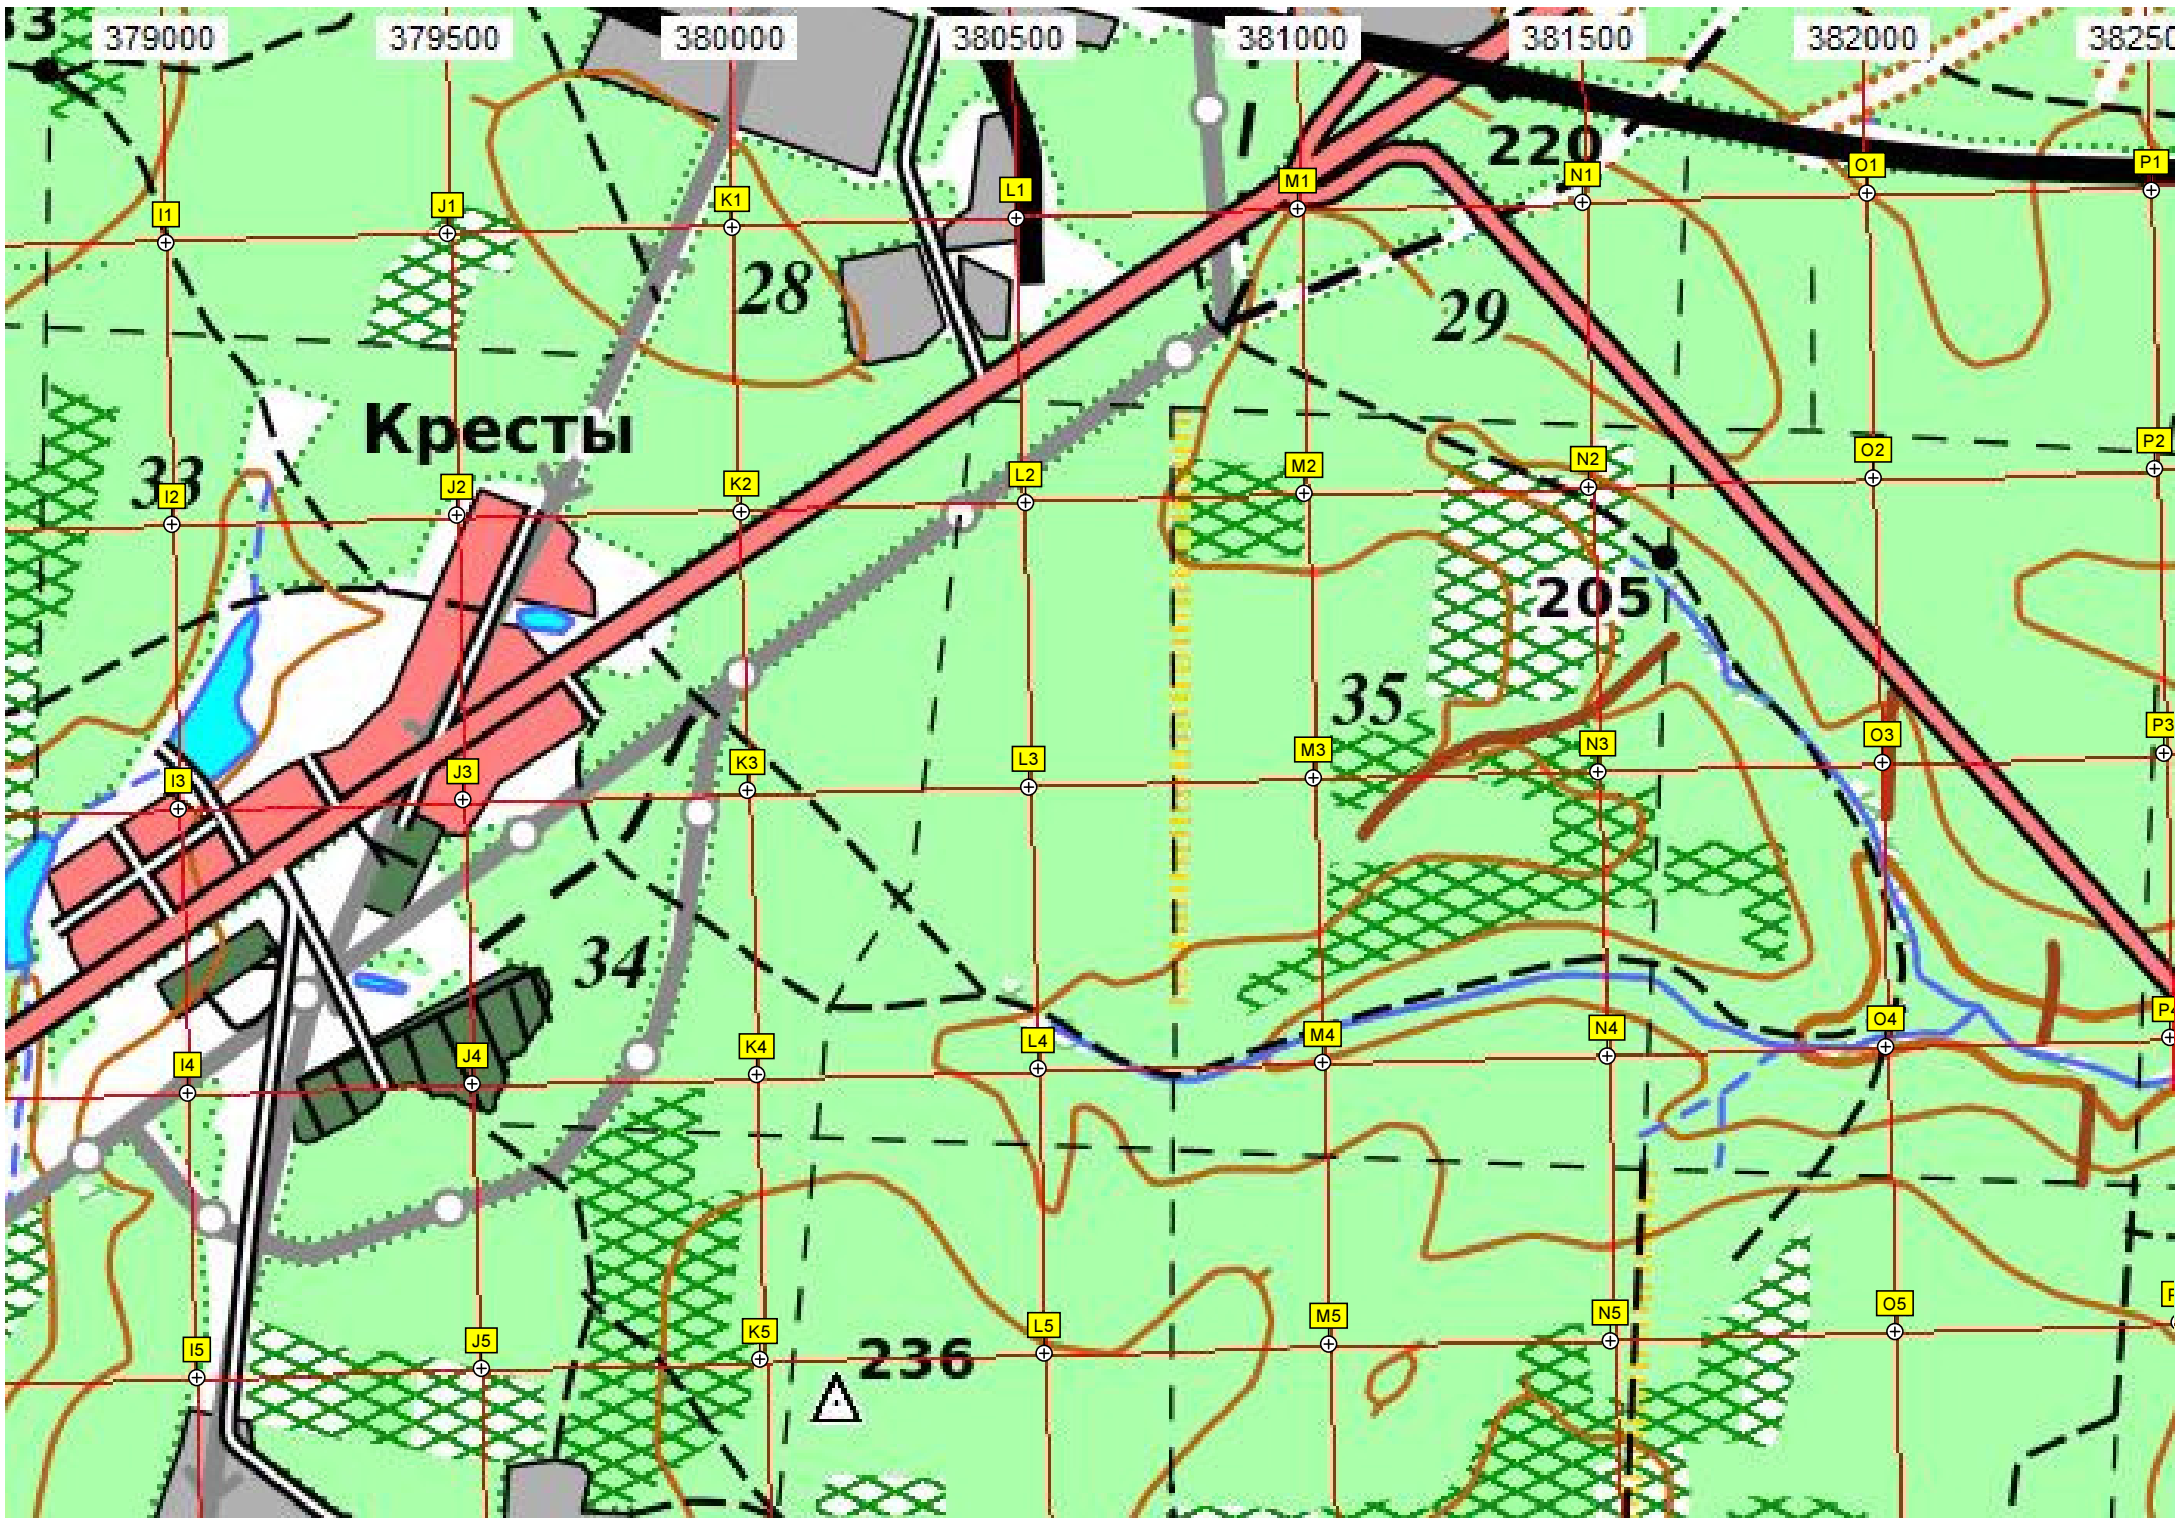 379000 379500 380000 380500 381000 381500 382000
220
I1 J1 K1 L1 M1 N1 O1 P1
28
29
Кресты
33
I2 J2 K2 L2 M2 N2 O2 P2
205
35
I3 J3 K3 L3 M3 N3 O3 P3
34
I4 J4 K4 L4 M4 N4 O4
I5 J5 K5 L5 M5 N5 O5
236